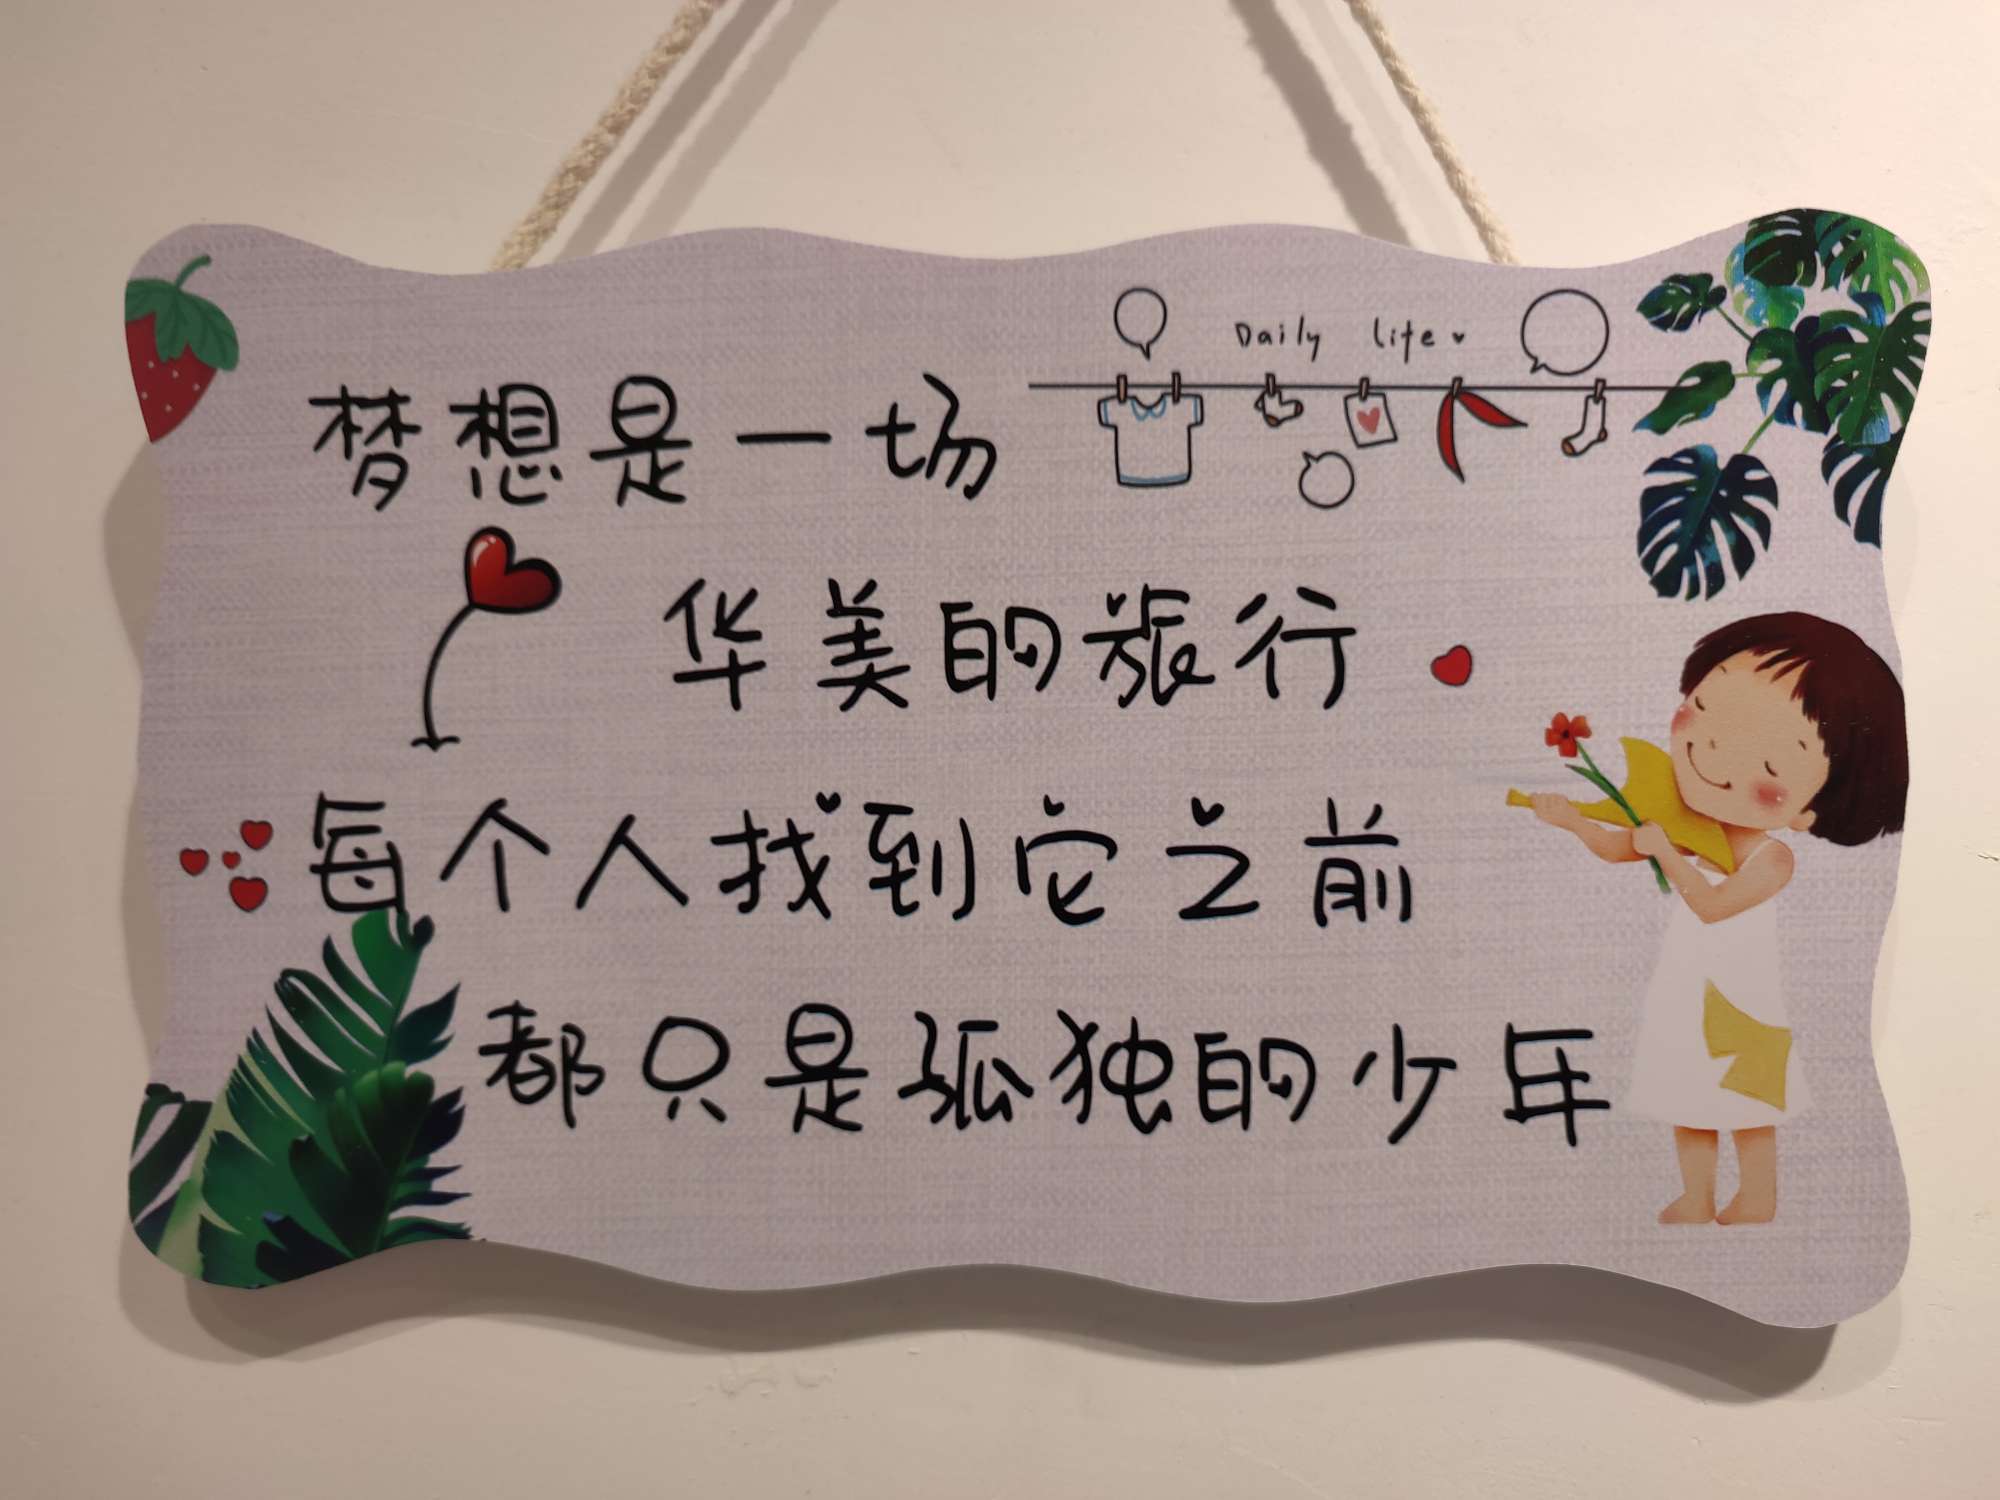 Daily life
梦想是一场
华美的旅行
每个人找到它之前
都只是孤独的少年